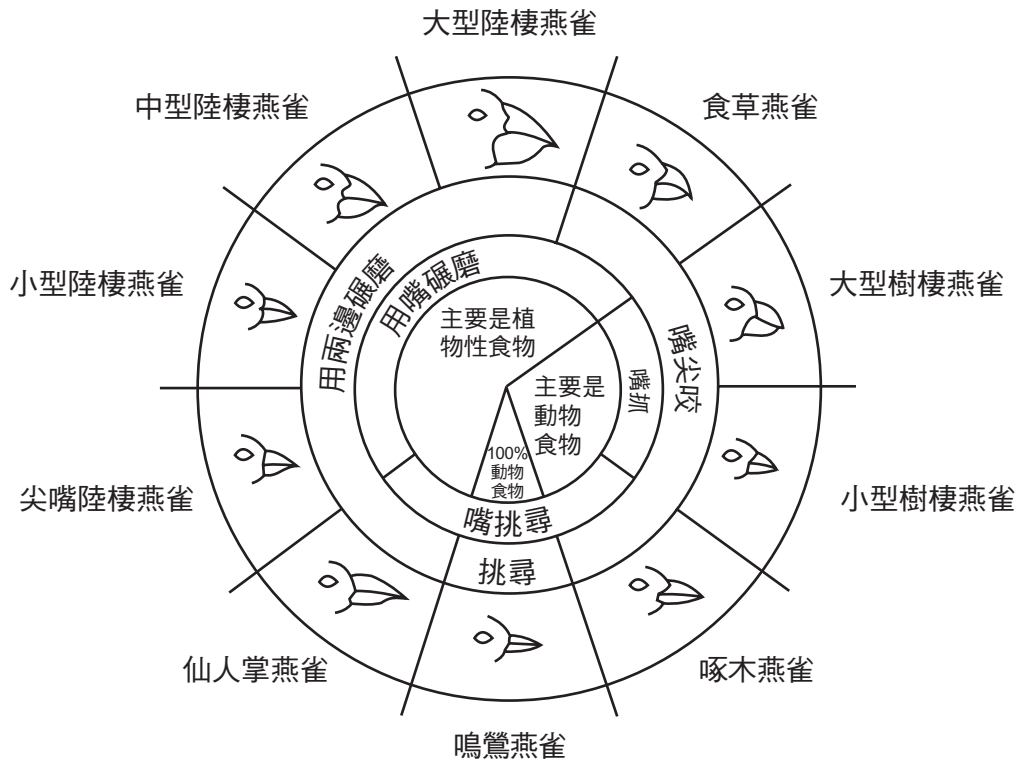 大型陸棲燕雀
中型陸棲燕雀
食草燕雀
小型陸棲燕雀
大型樹棲燕雀
用兩邊碾磨
用嘴碾磨
主要是植
物性食物
嘴尖咬
嘴抓
主要是
動物
食物
100%
動物
食物
尖嘴陸棲燕雀
小型樹棲燕雀
嘴挑尋
挑尋
仙人掌燕雀
啄木燕雀
鳴鶯燕雀